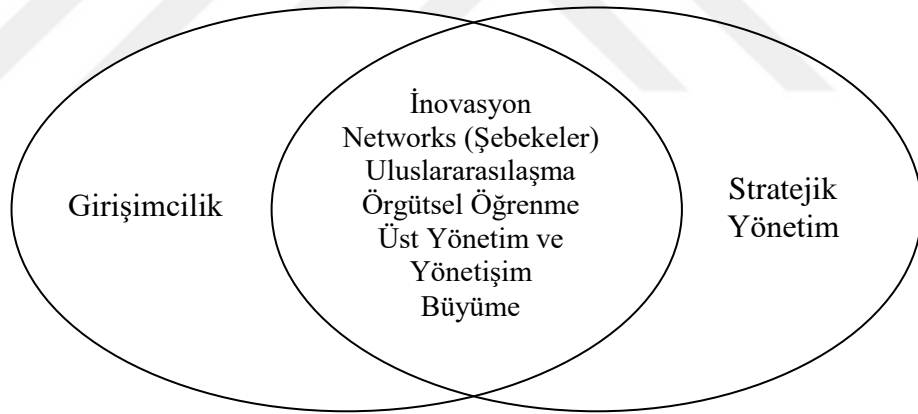 Girişimcilik
İnovasyon
Networks (Şebekeler)
Uluslararasılaşma
Örgütsel Öğrenme
Üst Yönetim ve
Yönetişim
Büyüme
Stratejik
Yönetim